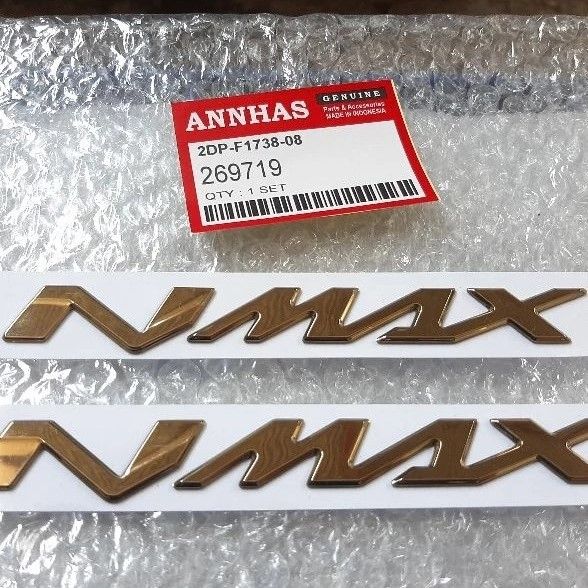 ANNHAS
GENUINE
Parts & Accessories
MADE IN INDONESIA
2DP-F1738-08
269719
QTY : 1 SET
NMAX
NMAX